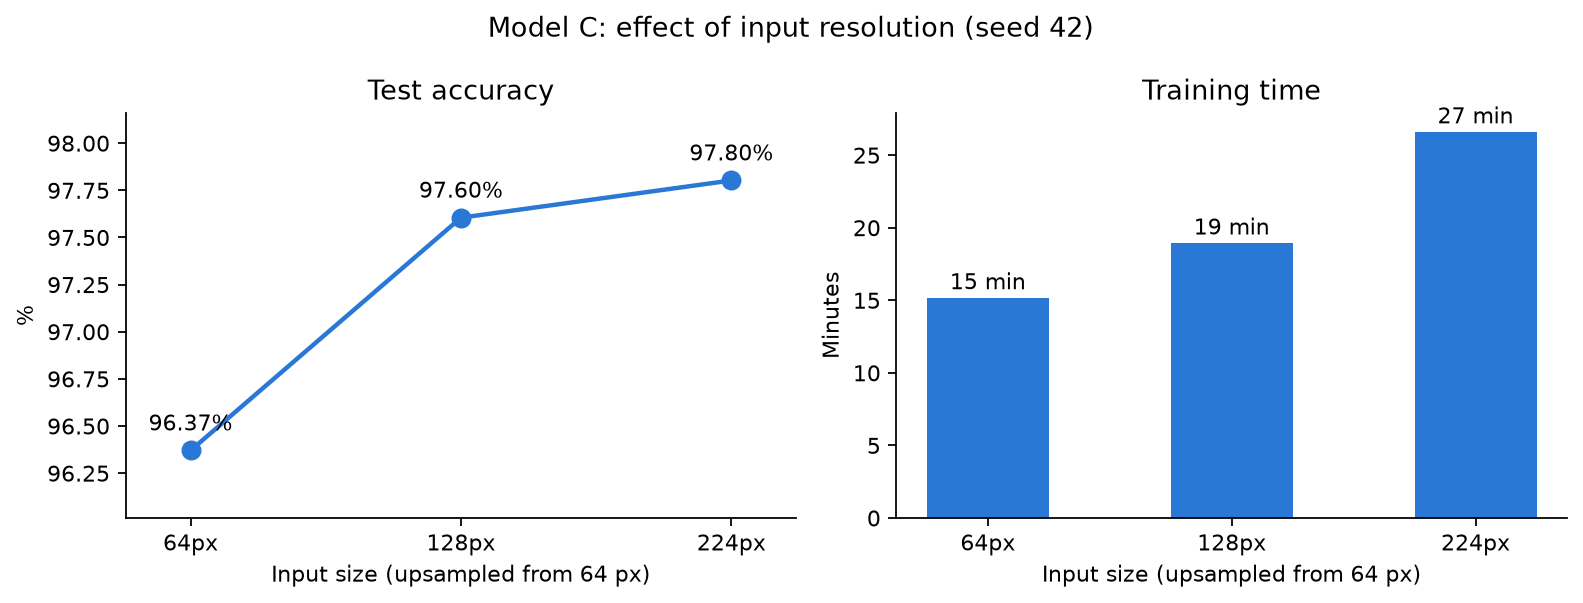 Model C: effect of input resolution (seed 42)
Test accuracy
98.00
97.75
97.50
97.25
97.00
96.75
96.50
96.25
%
96.37%
97.60%
97.80%
64px
128px
224px
Input size (upsampled from 64 px)
Training time
25
20
15
10
5
0
Minutes
15 min
19 min
27 min
64px
128px
224px
Input size (upsampled from 64 px)